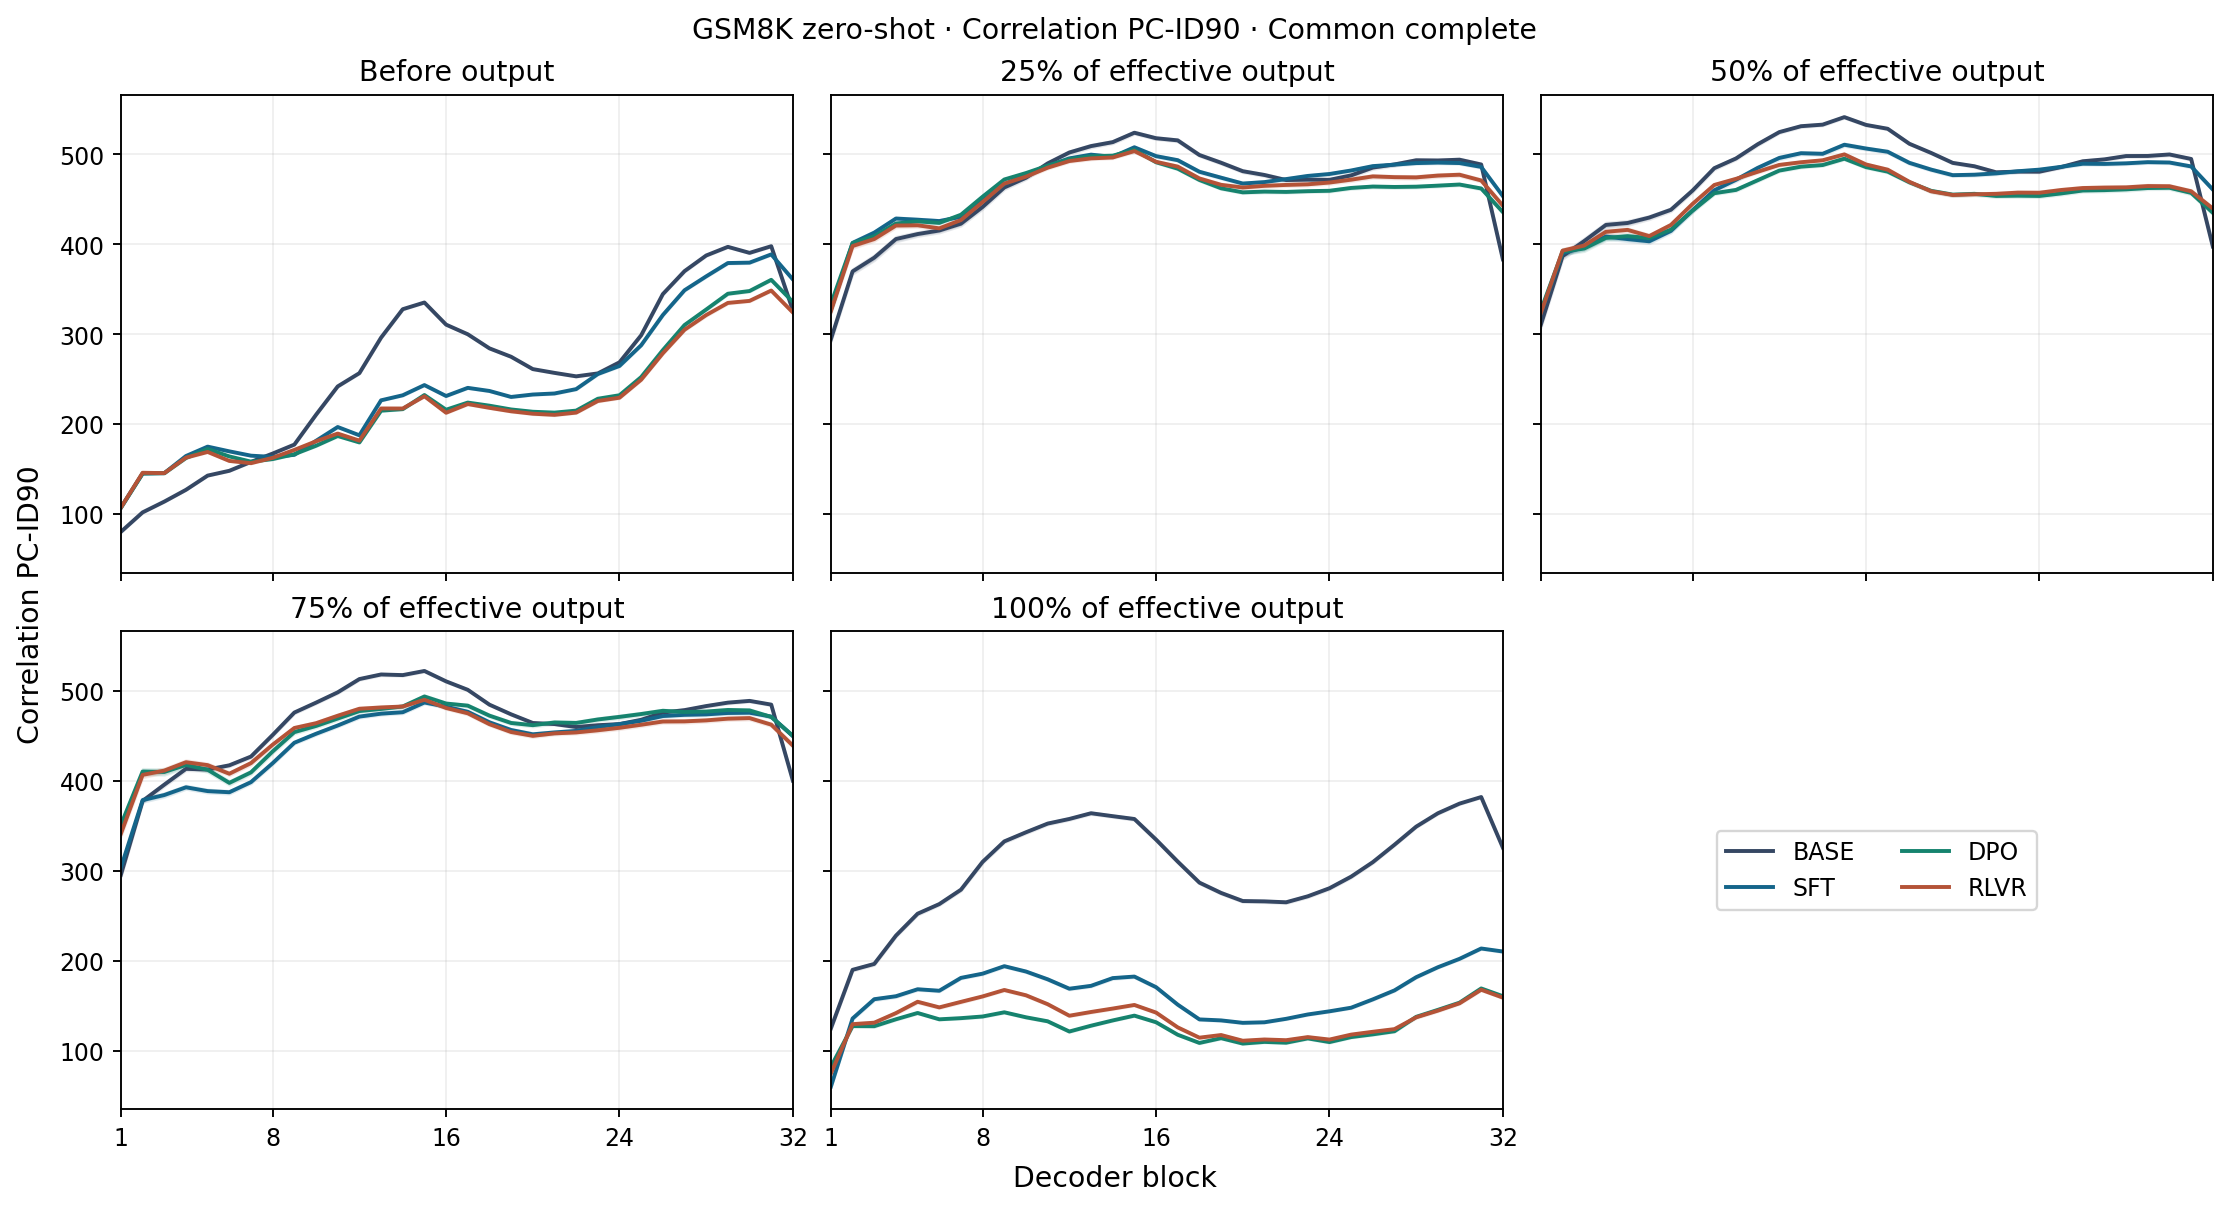 GSM8K zero-shot · Correlation PC-ID90 · Common complete
Before output
25% of effective output
50% of effective output
500
400
300
200
100
75% of effective output
100% of effective output
500
400
300
200
100
1 8 16 24 32
1 8 16 24 32
Correlation PC-ID90
Decoder block
BASE DPO
SFT RLVR